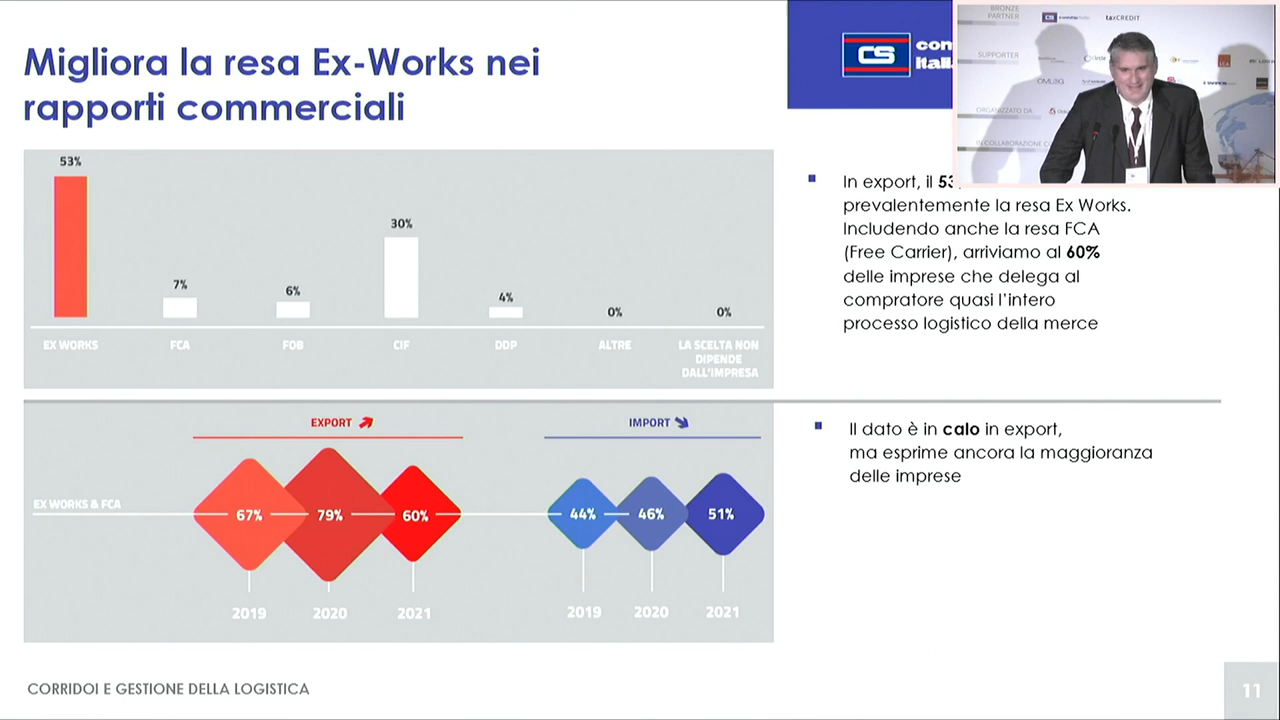 Migliora la resa Ex-Works nei
rapporti commerciali
CS
BRONZE
PARTNER
taxCREDIT
SUPPORTER
Circle
ORGANIZZATO DA
IN COLLABORAZIONE
53%
7%
6%
30%
4%
0%
0%
EX WORKS
FCA
FOB
CIF
DDP
ALTRE
LA SCELTA NON
DIPENDE
DALL'IMPRESA
In export, il 53
prevalentemente la resa Ex Works.
Includendo anche la resa FCA
(Free Carrier), arriviamo al 60%
delle imprese che delega al
compratore quasi l'intero
processo logistico della merce
EXPORT
IMPORT
EX WORKS & FCA
67%
79%
60%
44%
46%
51%
2019
2020
2021
2019
2020
2021
Il dato è in calo in export,
ma esprime ancora la maggioranza
delle imprese
CORRIDOI E GESTIONE DELLA LOGISTICA
11